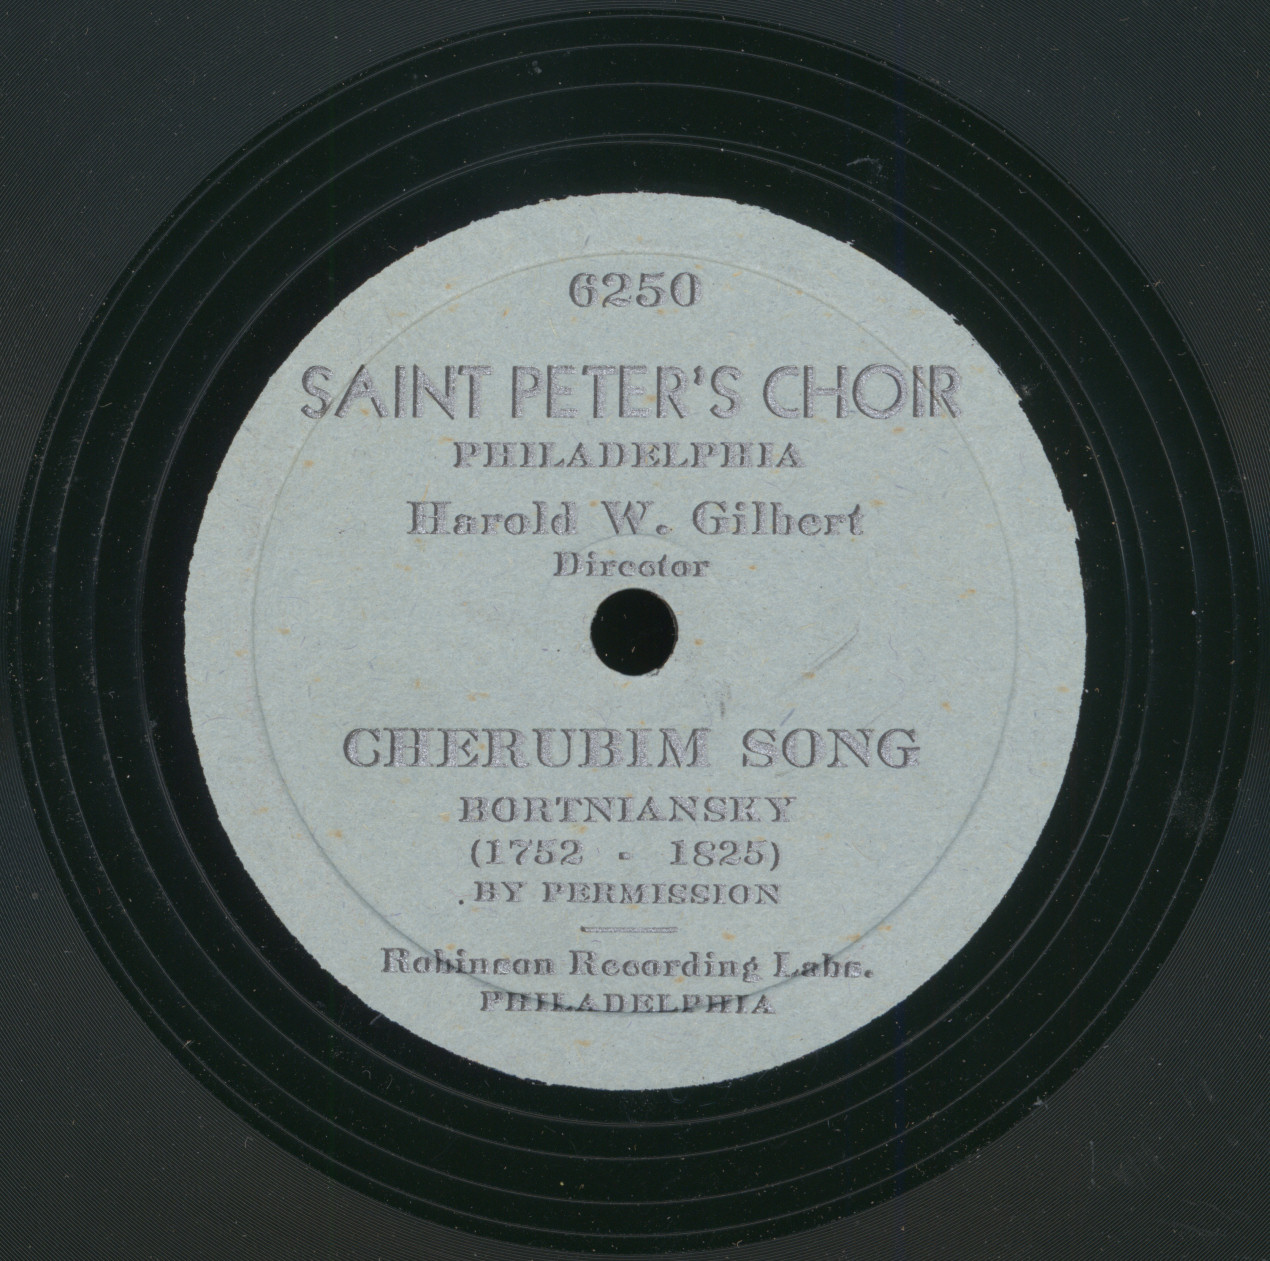 6250
SAINT PETER'S CHOIR
PHILADELPHIA
Harold W. Gilbert
Director
CHERUBIM SONG
BORTNIANSKY
(1752 - 1825)
BY PERMISSION
Robinson Recording Labs.
PHILADELPHIA